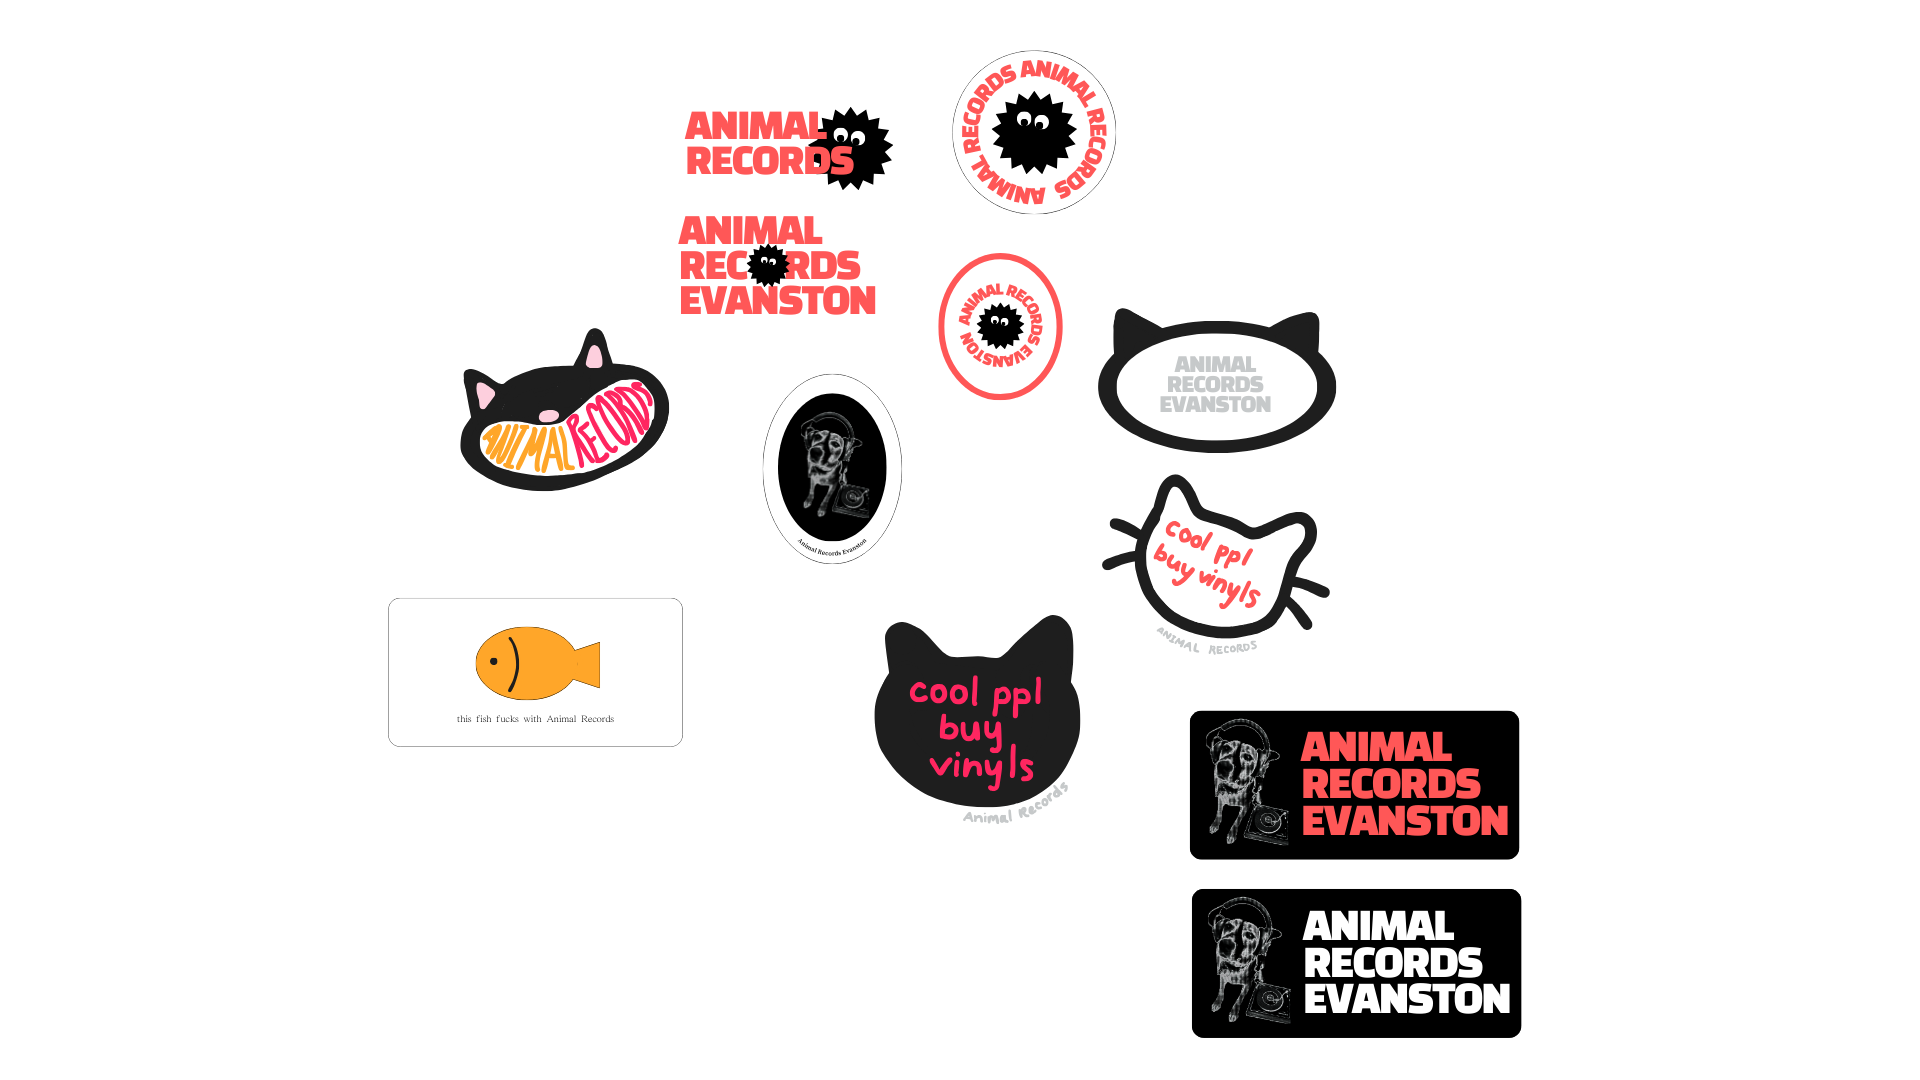 ANIMAL RECORDS ANIMAL RECORDS ANIMAL RECORDS
ANIMAL
RECORDS
ANIMAL
RECORDS
EVANSTON
ANIMAL RECORDS EVANSTON
ANIMAL
RECORDS
EVANSTON
ANIMAL RECORDS
Animal Records Evanston
cool ppl
buy vinyls
ANIMAL RECORDS
this fish fucks with Animal Records
cool ppl
buy
vinyls
Animal Records
ANIMAL
RECORDS
EVANSTON
ANIMAL
RECORDS
EVANSTON